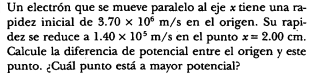 Un electrón que se mueve paralelo al eje x tiene una ra-
pidez inicial de 3.70 × 10⁶ m/s en el origen. Su rapi-
dez se reduce a 1.40 × 10⁵ m/s en el punto x = 2.00 cm.
Calcule la diferencia de potencial entre el origen y este
punto. ¿Cuál punto está a mayor potencial?